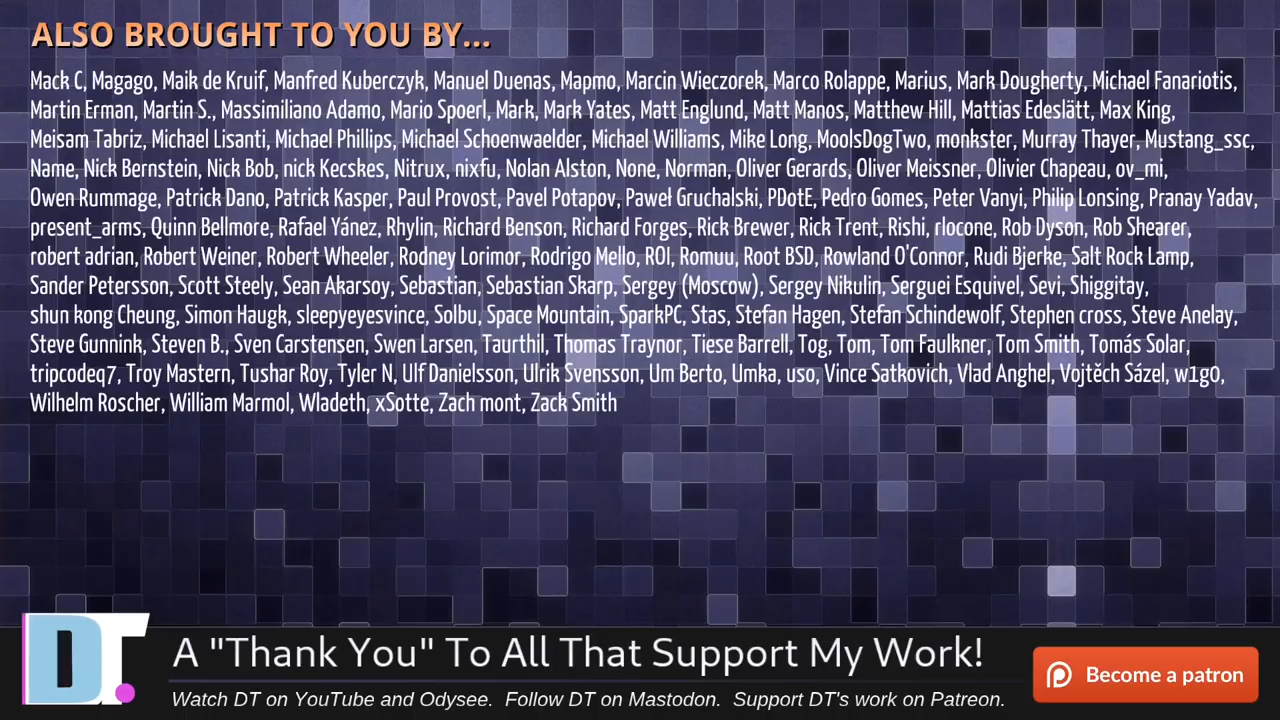 ALSO BROUGHT TO YOU BY...
Mack C, Magago, Maik de Kruif, Manfred Kuberczyk, Manuel Duenas, Mapmo, Marcin Wieczorek, Marco Rolappe, Marius, Mark Dougherty, Michael Fanariotis,
Martin Erman, Martin S., Massimiliano Adamo, Mario Spoerl, Mark, Mark Yates, Matt Englund, Matt Manos, Matthew Hill, Mattias Edeslätt, Max King,
Meisam Tabriz, Michael Lisanti, Michael Phillips, Michael Schoenwaelder, Michael Williams, Mike Long, MoolsDogTwo, monkster, Murray Thayer, Mustang_ssc,
Name, Nick Bernstein, Nick Bob, nick Kecskes, Nitrux, nixfu, Nolan Alston, None, Norman, Oliver Gerards, Oliver Meissner, Olivier Chapeau, ov_mi,
Owen Rummage, Patrick Dano, Patrick Kasper, Paul Provost, Pavel Potapov, Paweł Gruchalski, PDotE, Pedro Gomes, Peter Vanyi, Philip Lonsing, Pranay Yadav,
present_arms, Quinn Bellmore, Rafael Yánez, Rhylin, Richard Benson, Richard Forges, Rick Brewer, Rick Trent, Rishi, rlocone, Rob Dyson, Rob Shearer,
robert adrian, Robert Weiner, Robert Wheeler, Rodney Lorimor, Rodrigo Mello, ROI, Romuu, Root BSD, Rowland O'Connor, Rudi Bjerke, Salt Rock Lamp,
Sander Petersson, Scott Steely, Sean Akarsoy, Sebastian, Sebastian Skarp, Sergey (Moscow), Sergey Nikulin, Serguei Esquivel, Sevi, Shiggitay,
shun kong Cheung, Simon Haugk, sleepyeyesvince, Solbu, Space Mountain, SparkPC, Stas, Stefan Hagen, Stefan Schindewolf, Stephen cross, Steve Anelay,
Steve Gunnink, Steven B., Sven Carstensen, Swen Larsen, Taurthil, Thomas Traynor, Tiese Barrell, Tog, Tom, Tom Faulkner, Tom Smith, Tomás Solar,
tripcodeq7, Troy Mastern, Tushar Roy, Tyler N, Ulf Danielsson, Ulrik Svensson, Um Berto, Umka, uso, Vince Satkovich, Vlad Anghel, Vojtěch Sázel, w1g0,
Wilhelm Roscher, William Marmol, Wladeth, xSotte, Zach mont, Zack Smith
DT
A "Thank You" To All That Support My Work!
Become a patron
Watch DT on YouTube and Odysee. Follow DT on Mastodon. Support DT's work on Patreon.